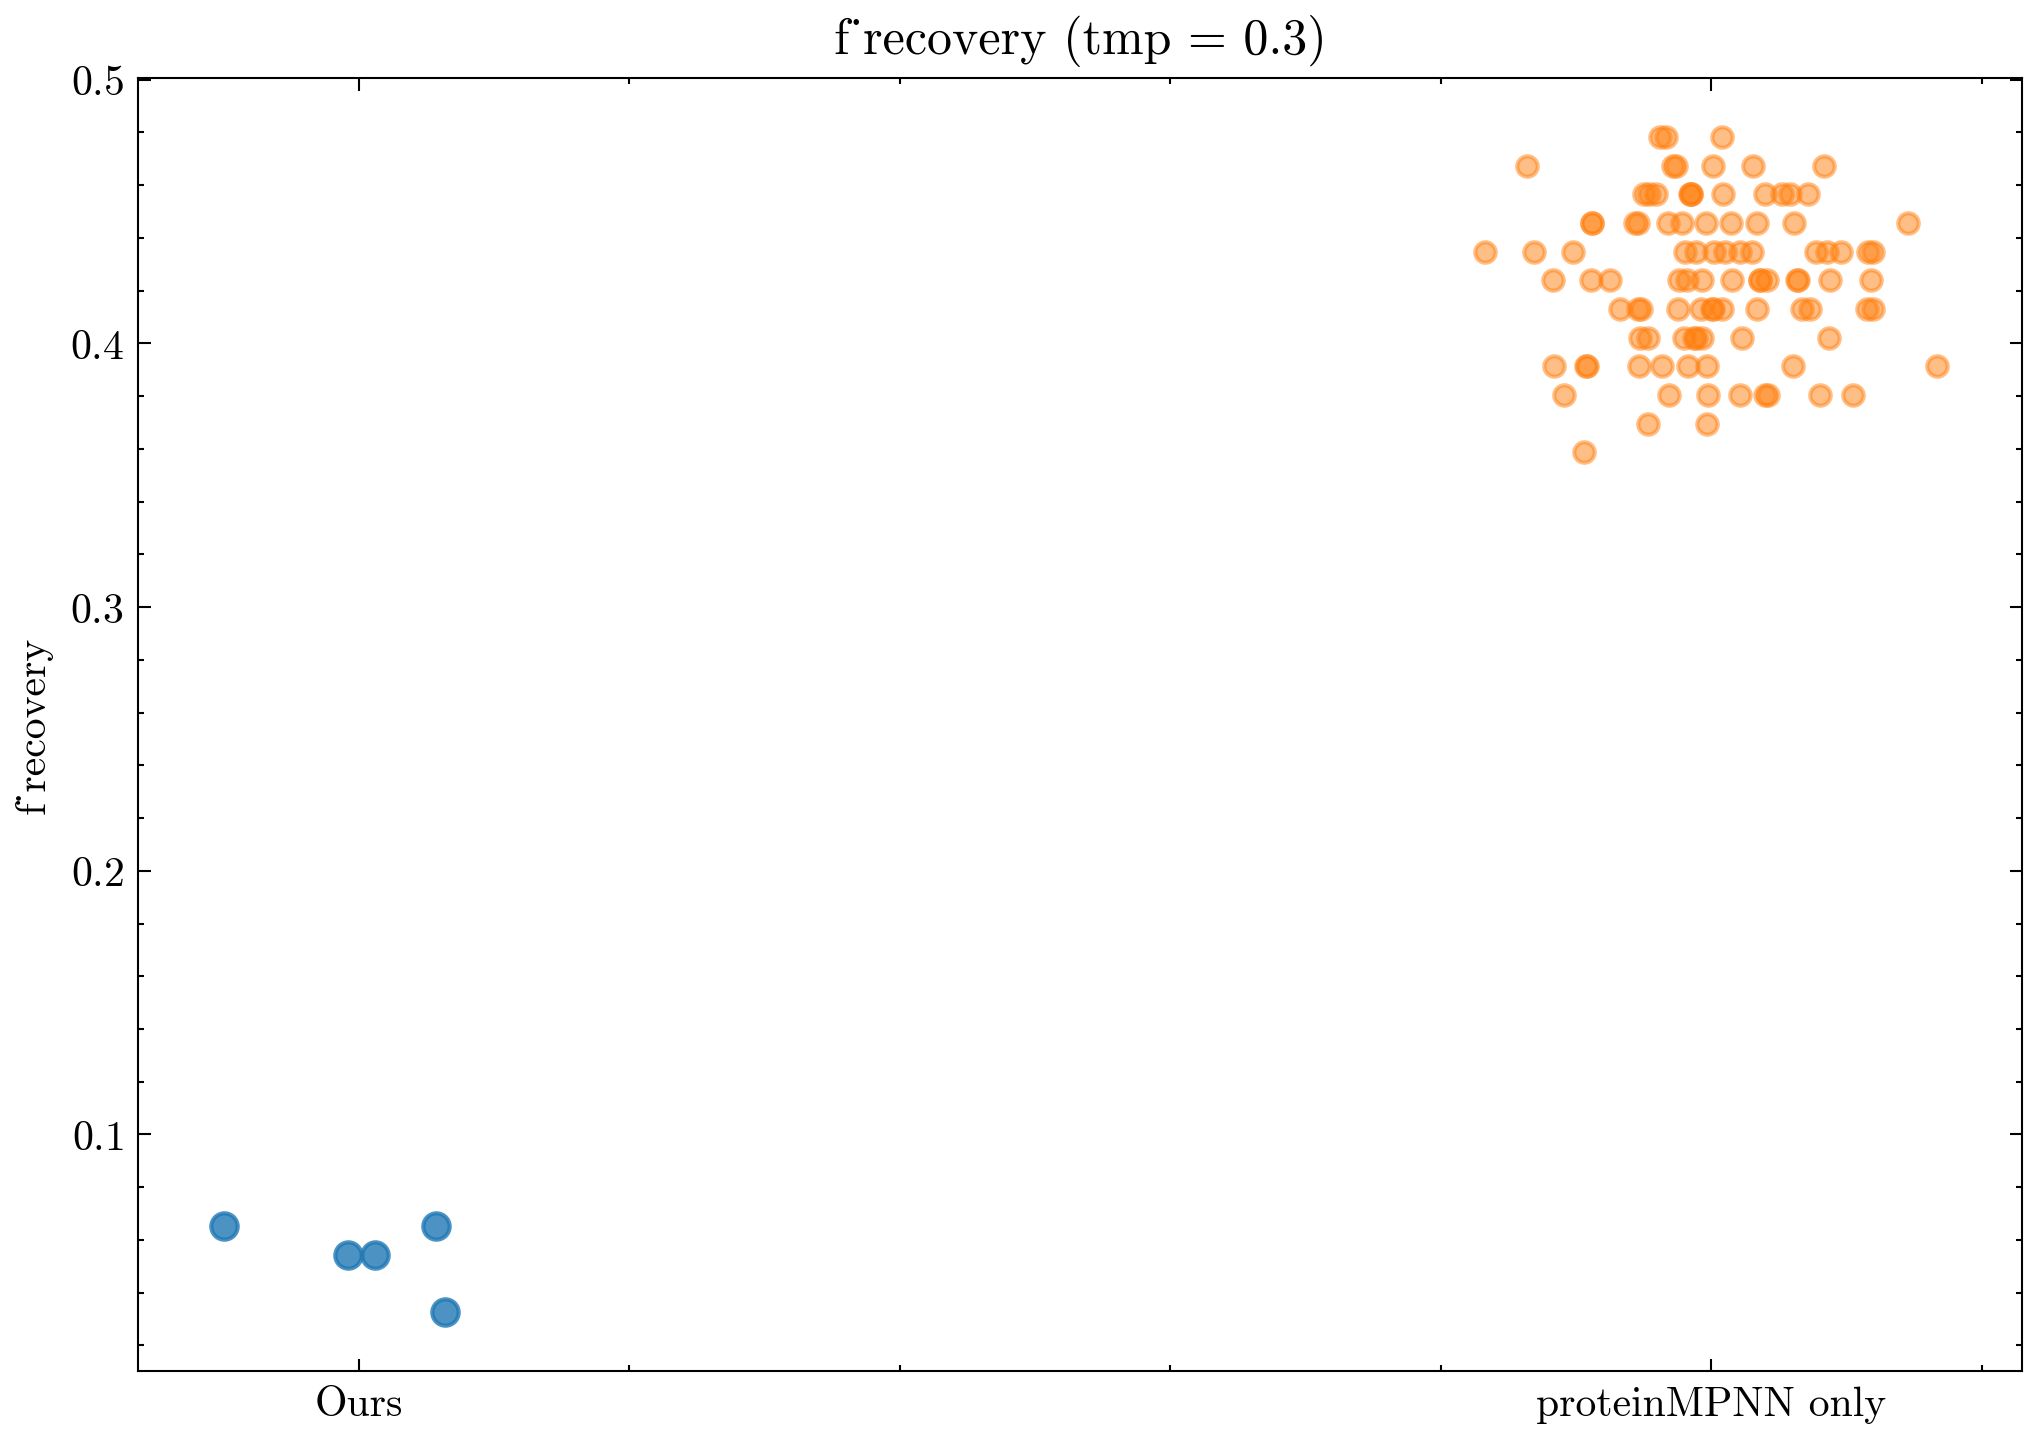 f ̇recovery (tmp = 0.3)
0.5
0.4
0.3
0.2
0.1
f ̇recovery
Ours
proteinMPNN only